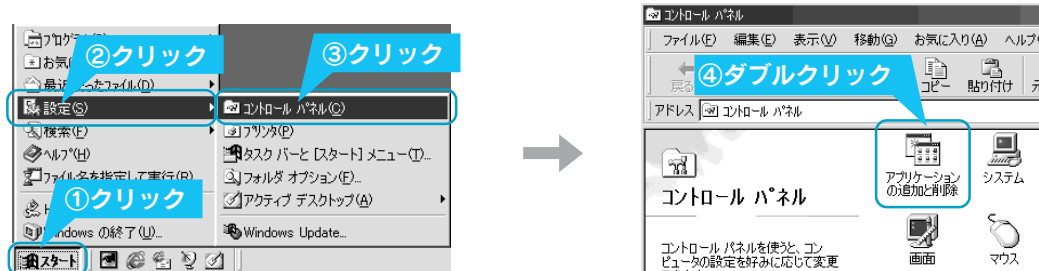 プログラ
②クリック
お気
最近 ったファイル(D)
設定(S)
検索(F)
ヘルプ(H)
ファイル名を指定して実行(R)
①クリック
Windows の終了(U)...
スタート
③クリック
コントロール パネル(C)
プリンタ(P)
タスク バーと [スタート] メニュー(T)...
フォルダ オプション(F)...
アクティブ デスクトップ(A)
Windows Update...
コントロール パネル
ファイル(F) 編集(E) 表示(V) 移動(G) お気に入り(A) ヘルプ
戻る
④ダブルクリック
コピー 貼り付け 元
アドレス コントロール パネル
コントロール パネル
コントロール パネルを使うと、コン
ピュータの設定を好みに応じて変更
アプリケーション
の追加と削除
システム
画面
マウス